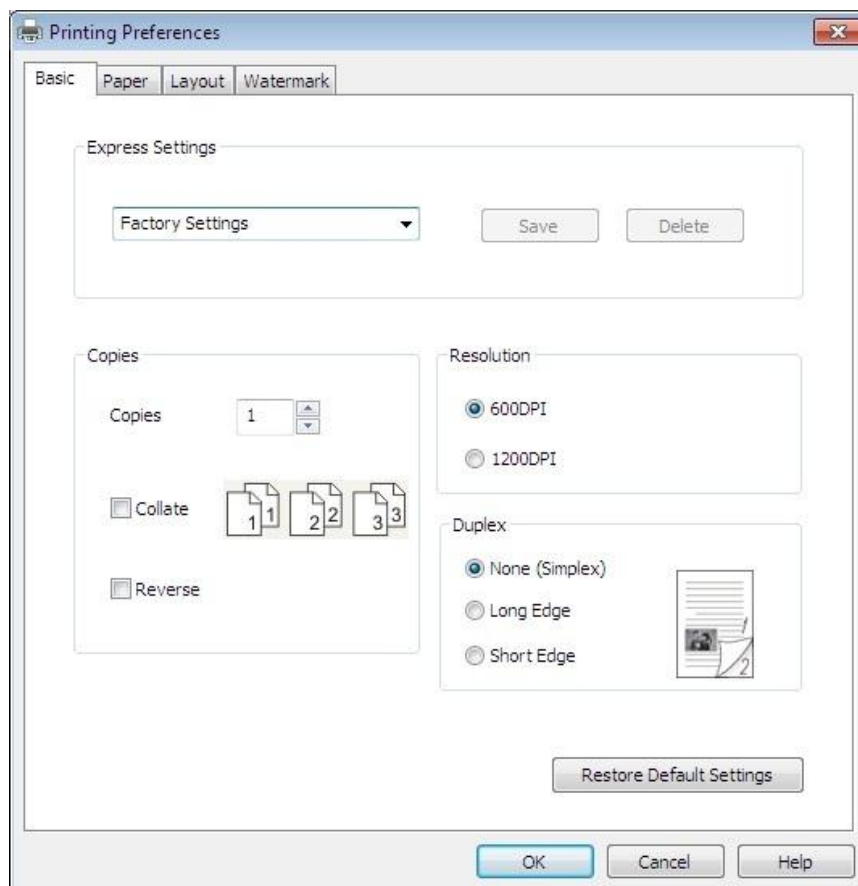 Printing Preferences
Basic Paper Layout Watermark
Express Settings
Factory Settings Save Delete
Copies
Copies 1
Collate 1 1 2 2 3 3
Reverse
Resolution
600DPI
1200DPI
Duplex
None (Simplex)
Long Edge
Short Edge
1
2
Restore Default Settings
OK Cancel Help